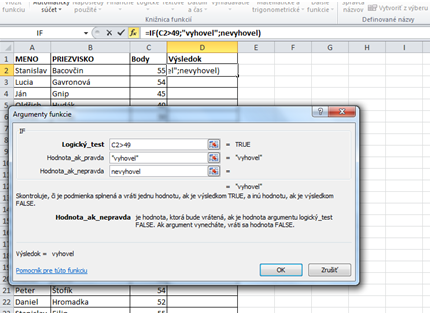 Vložiť funkciu
Automatický súčet
Naposledy použité
Finančné
Logické
Text
Dátum a čas
Vyhľadávanie
Matematické a trigonometrické
Ďalšie funkcie
Správca názvov
Vytvoriť z výberu
Knižnica funkcií
Definované názvy
IF
=IF(C2>49;"vyhovel";nevyhovel)
A B C D E F G H I J
1 MENO PRIEZVISKO Body Výsledok
2 Stanislav Bacovčin 55 el";nevyhovel)
3 Lucia Gavronová 54
4 Ján Gnip 45
5 Oldřich Hudák 40
Argumenty funkcie
IF
Logický_test C2>49 = TRUE
Hodnota_ak_pravda "vyhovel" = "vyhovel"
Hodnota_ak_nepravda nevyhovel =
= "vyhovel"
Skontroluje, či je podmienka splnená a vráti jednu hodnotu, ak je výsledkom TRUE, a inú hodnotu, ak je výsledkom
FALSE.
Hodnota_ak_nepravda je hodnota, ktorá bude vrátená, ak je hodnota argumentu logický_test
FALSE. Ak argument vynecháte, vráti sa hodnota FALSE.
Výsledok = vyhovel
Pomocník pre túto funkciu
OK
Zrušiť
21 Peter Štofik 54
22 Daniel Hromadka 52